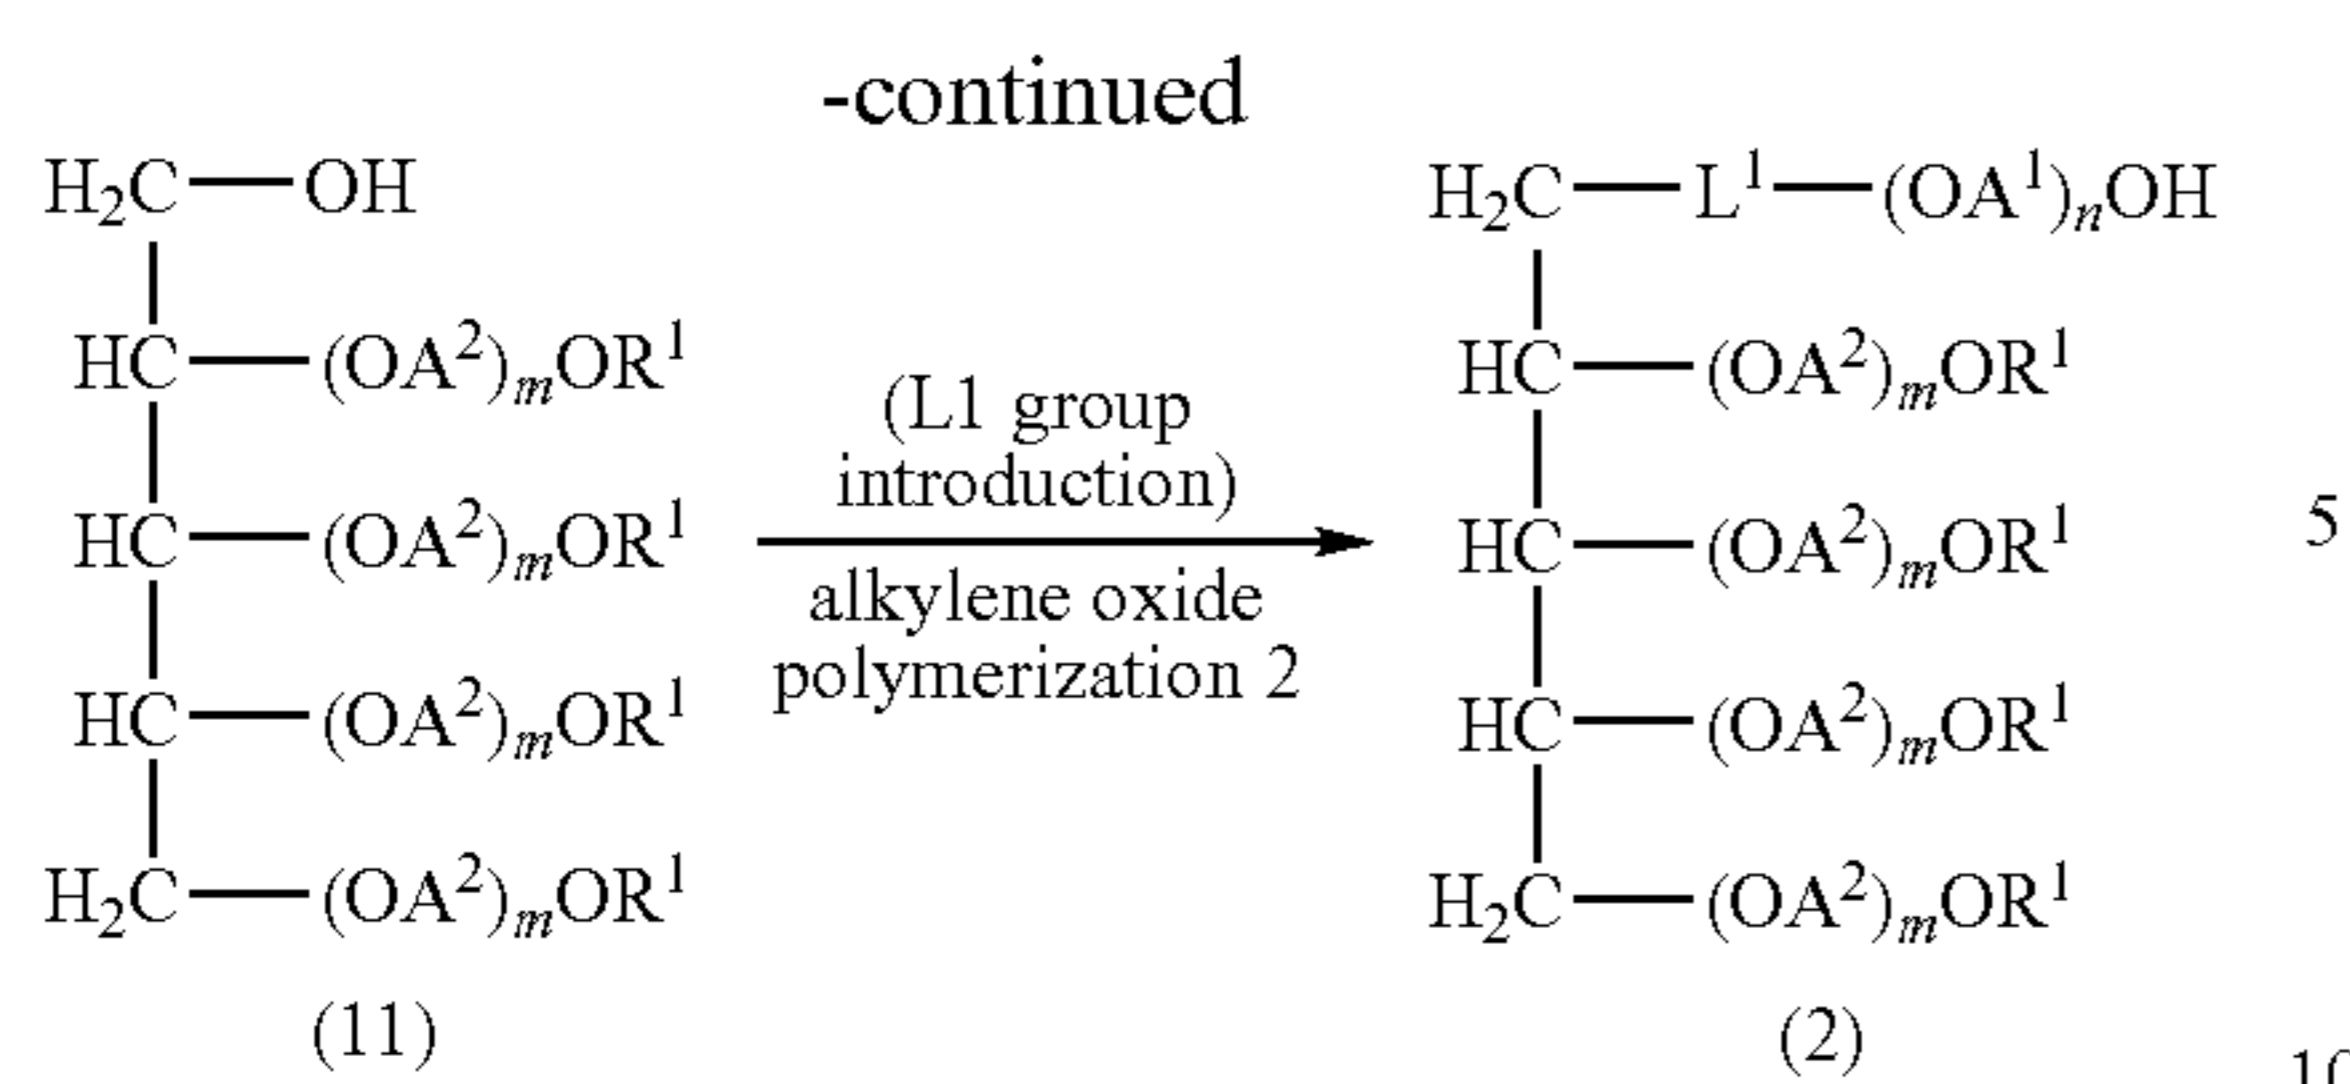 -continued
H₂C—OH
HC—(OA²)ₘOR¹
HC—(OA²)ₘOR¹
HC—(OA²)ₘOR¹
H₂C—(OA²)ₘOR¹
(11)
(L1 group
introduction)
alkylene oxide
polymerization 2
H₂C—L¹—(OA¹)ₙOH
HC—(OA²)ₘOR¹
HC—(OA²)ₘOR¹
HC—(OA²)ₘOR¹
H₂C—(OA²)ₘOR¹
(2)
5
10